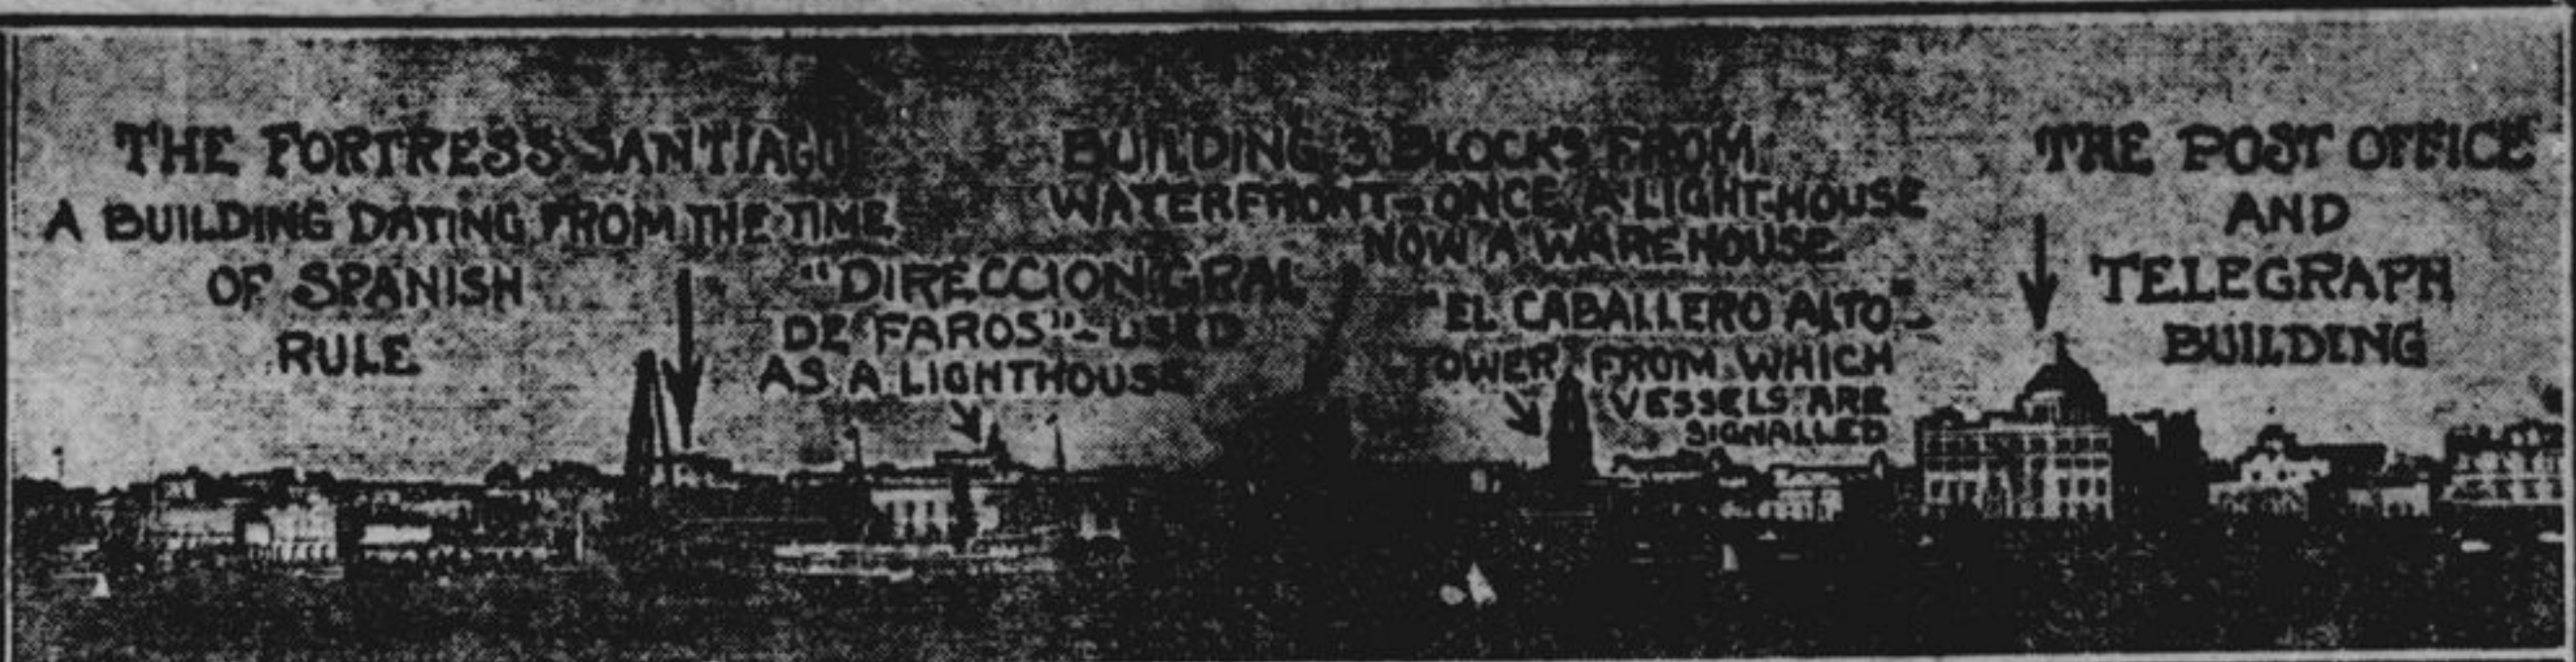 THE FORTRESS SANTIAGO
A BUILDING DATING FROM THE TIME
OF SPANISH
RULE
"DIRECCION GRAL
DE FAROS" - USED
AS A LIGHTHOUSE
BUILDING 3 BLOCKS FROM
WATERFRONT - ONCE A LIGHT-HOUSE
NOW A WAREHOUSE
"EL CABALLERO ALTO" -
TOWER FROM WHICH
VESSELS ARE
SIGNALLED
THE POST OFFICE
AND
TELEGRAPH
BUILDING